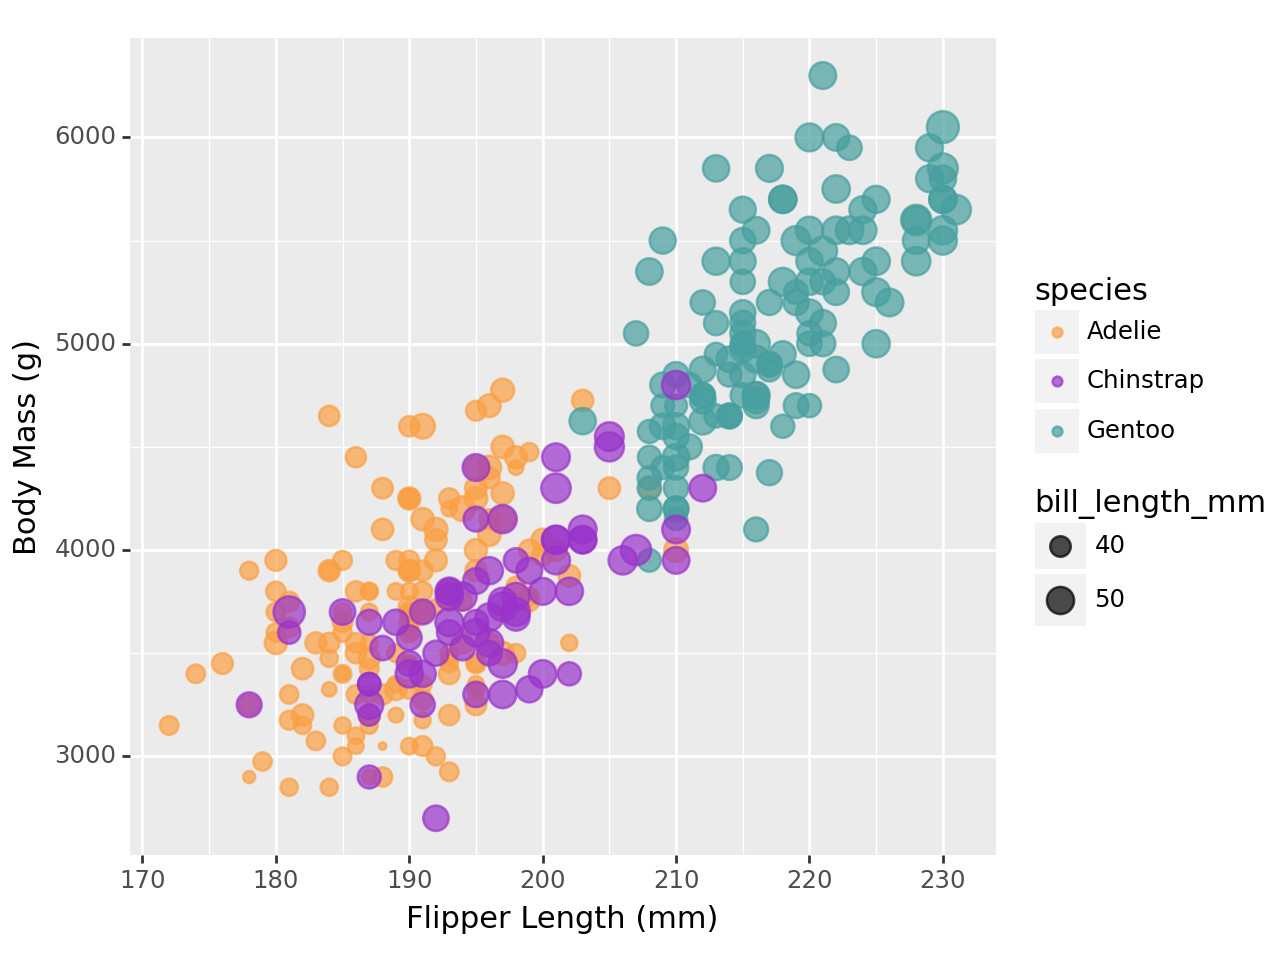 6000
5000
4000
3000
Body Mass (g)
170 180 190 200 210 220 230
Flipper Length (mm)
species
Adelie
Chinstrap
Gentoo
bill_length_mm
40
50